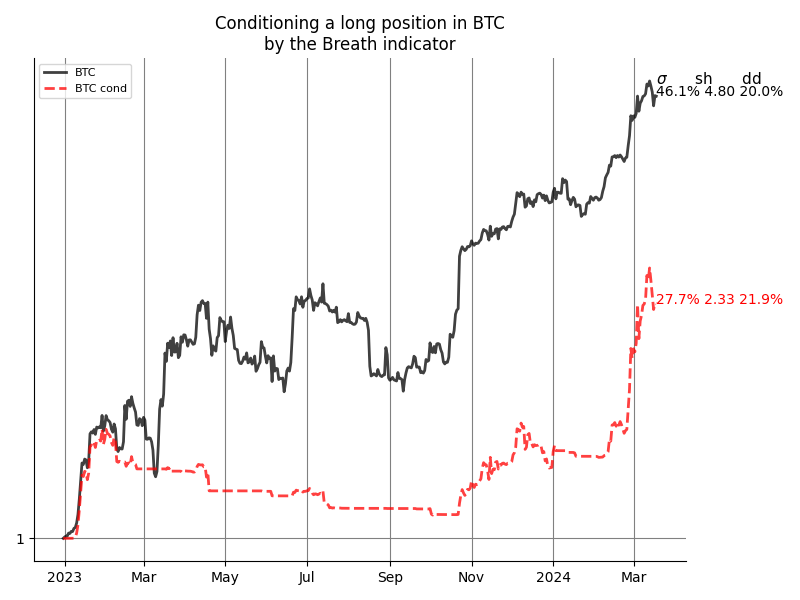 Conditioning a long position in BTC
by the Breath indicator
BTC
BTC cond
σ sh dd
46.1% 4.80 20.0%
27.7% 2.33 21.9%
1
2023 Mar May Jul Sep Nov 2024 Mar